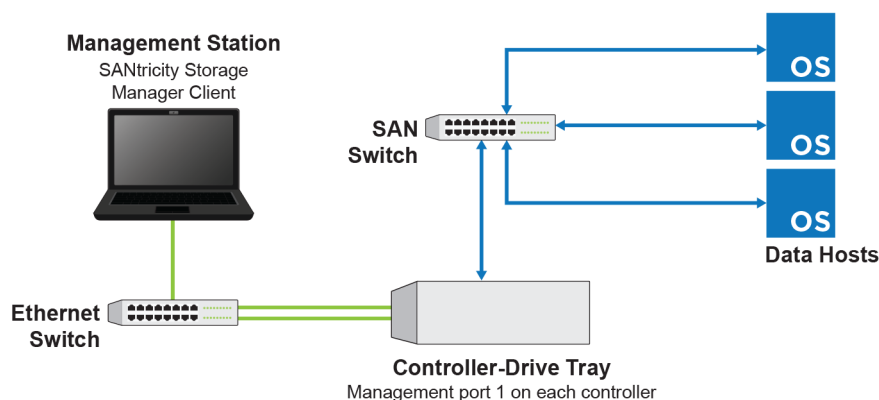 Management Station
SANtricity Storage
Manager Client
SAN
Switch
OS
OS
OS
Data Hosts
Ethernet
Switch
Controller-Drive Tray
Management port 1 on each controller